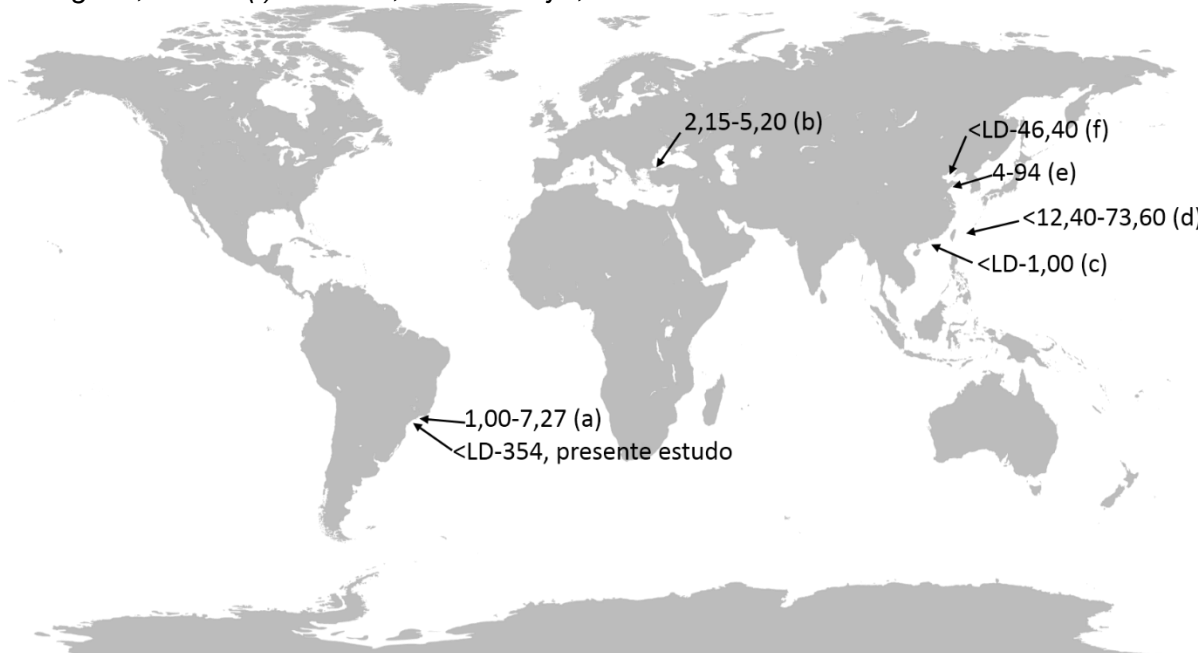 2,15-5,20 (b)
<LD-46,40 (f)
4-94 (e)
<12,40-73,60 (d)
<LD-1,00 (c)
1,00-7,27 (a)
<LD-354, presente estudo